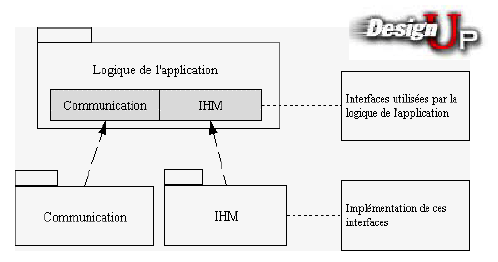 Design
Up
Logique de l'application
Communication
IHM
Interfaces utilisées par la
logique de l'application
Communication
IHM
Implémentation de ces
interfaces